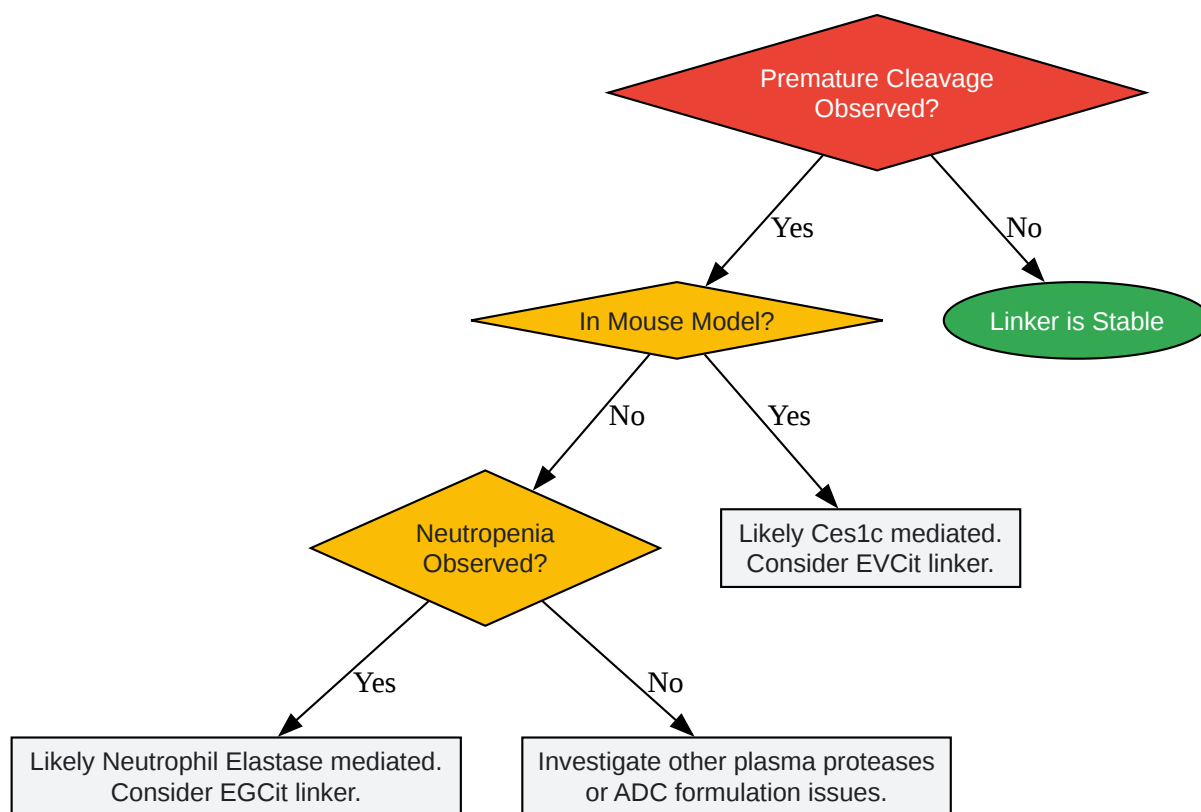 Premature Cleavage
Observed?
Yes
No
In Mouse Model?
Linker is Stable
No
Yes
Neutropenia
Observed?
Likely Ces1c mediated.
Consider EVCit linker.
Yes
No
Likely Neutrophil Elastase mediated.
Consider EGCit linker.
Investigate other plasma proteases
or ADC formulation issues.